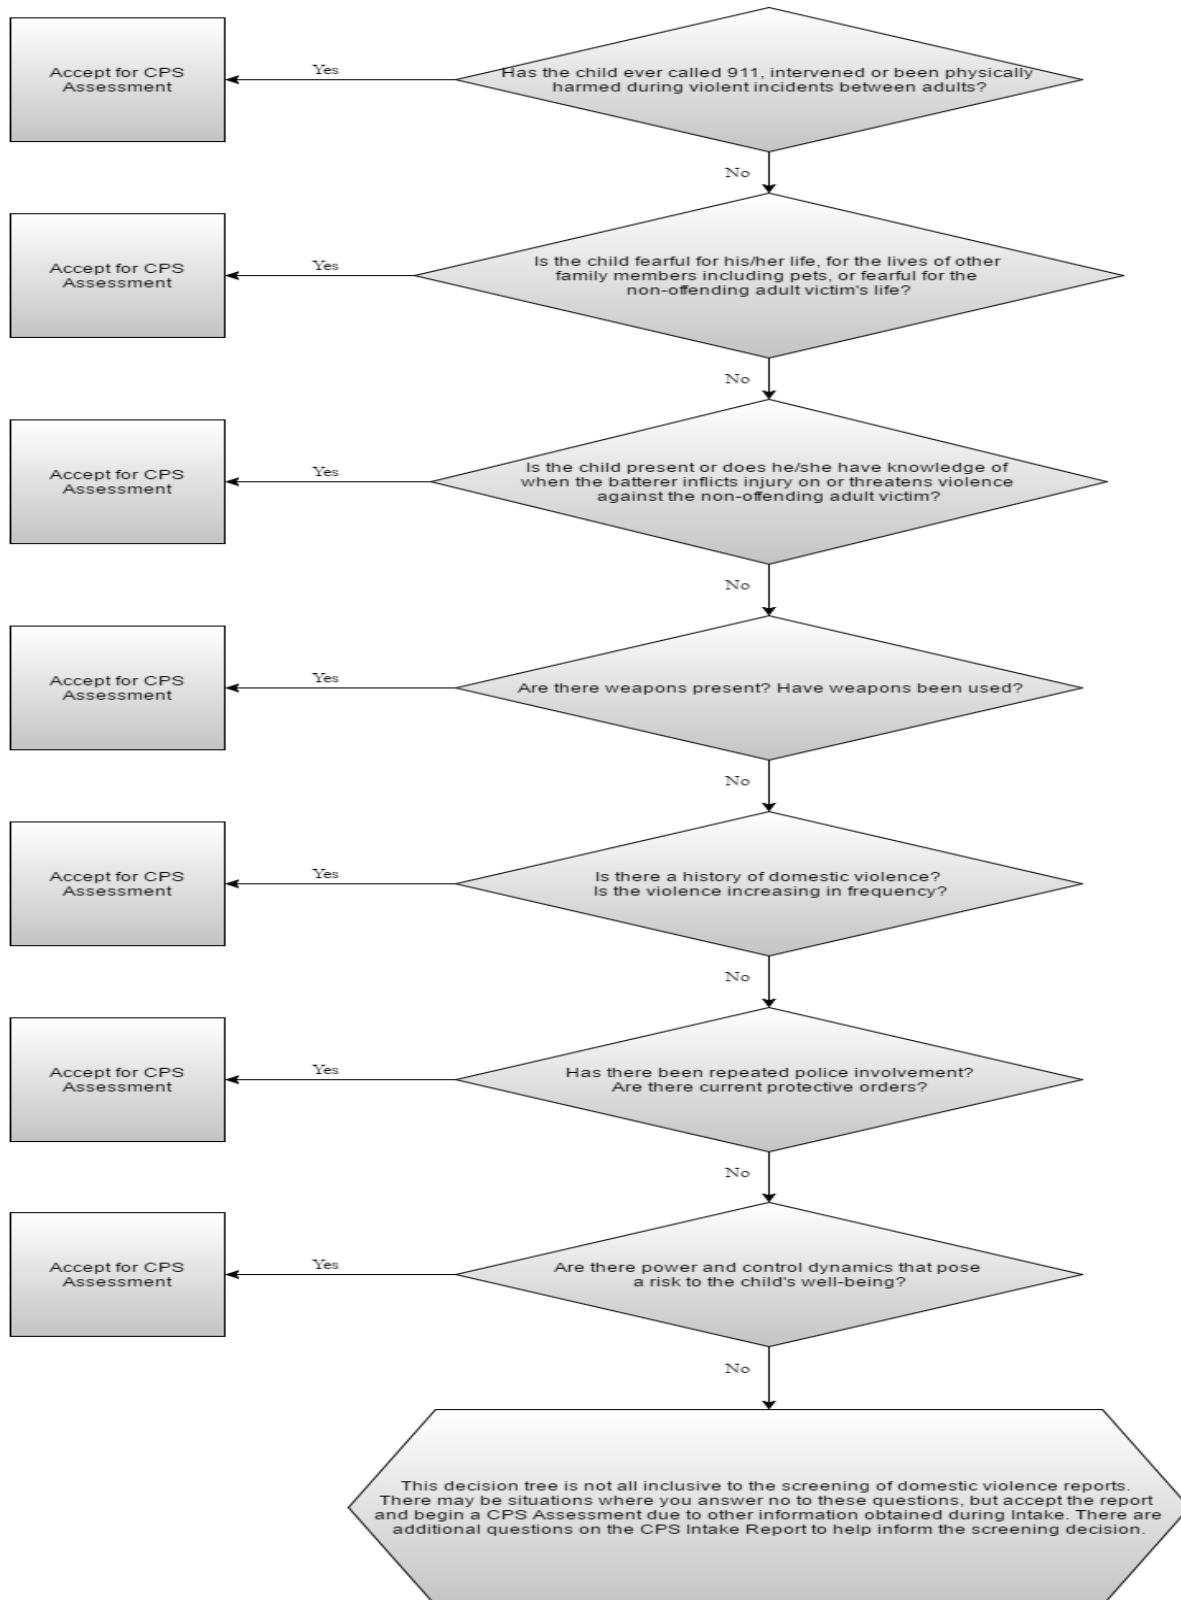 Accept for CPS
Assessment
Yes
Has the child ever called 911, intervened or been physically
harmed during violent incidents between adults?
No
Accept for CPS
Assessment
Yes
Is the child fearful for his/her life, for the lives of other
family members including pets, or fearful for the
non-offending adult victim's life?
No
Accept for CPS
Assessment
Yes
Is the child present or does he/she have knowledge of
when the batterer inflicts injury on or threatens violence
against the non-offending adult victim?
No
Accept for CPS
Assessment
Yes
Are there weapons present? Have weapons been used?
No
Accept for CPS
Assessment
Yes
Is there a history of domestic violence?
Is the violence increasing in frequency?
No
Accept for CPS
Assessment
Yes
Has there been repeated police involvement?
Are there current protective orders?
No
Accept for CPS
Assessment
Yes
Are there power and control dynamics that pose
a risk to the child's well-being?
No
This decision tree is not all inclusive to the screening of domestic violence reports.
There may be situations where you answer no to these questions, but accept the report
and begin a CPS Assessment due to other information obtained during Intake. There are
additional questions on the CPS Intake Report to help inform the screening decision.